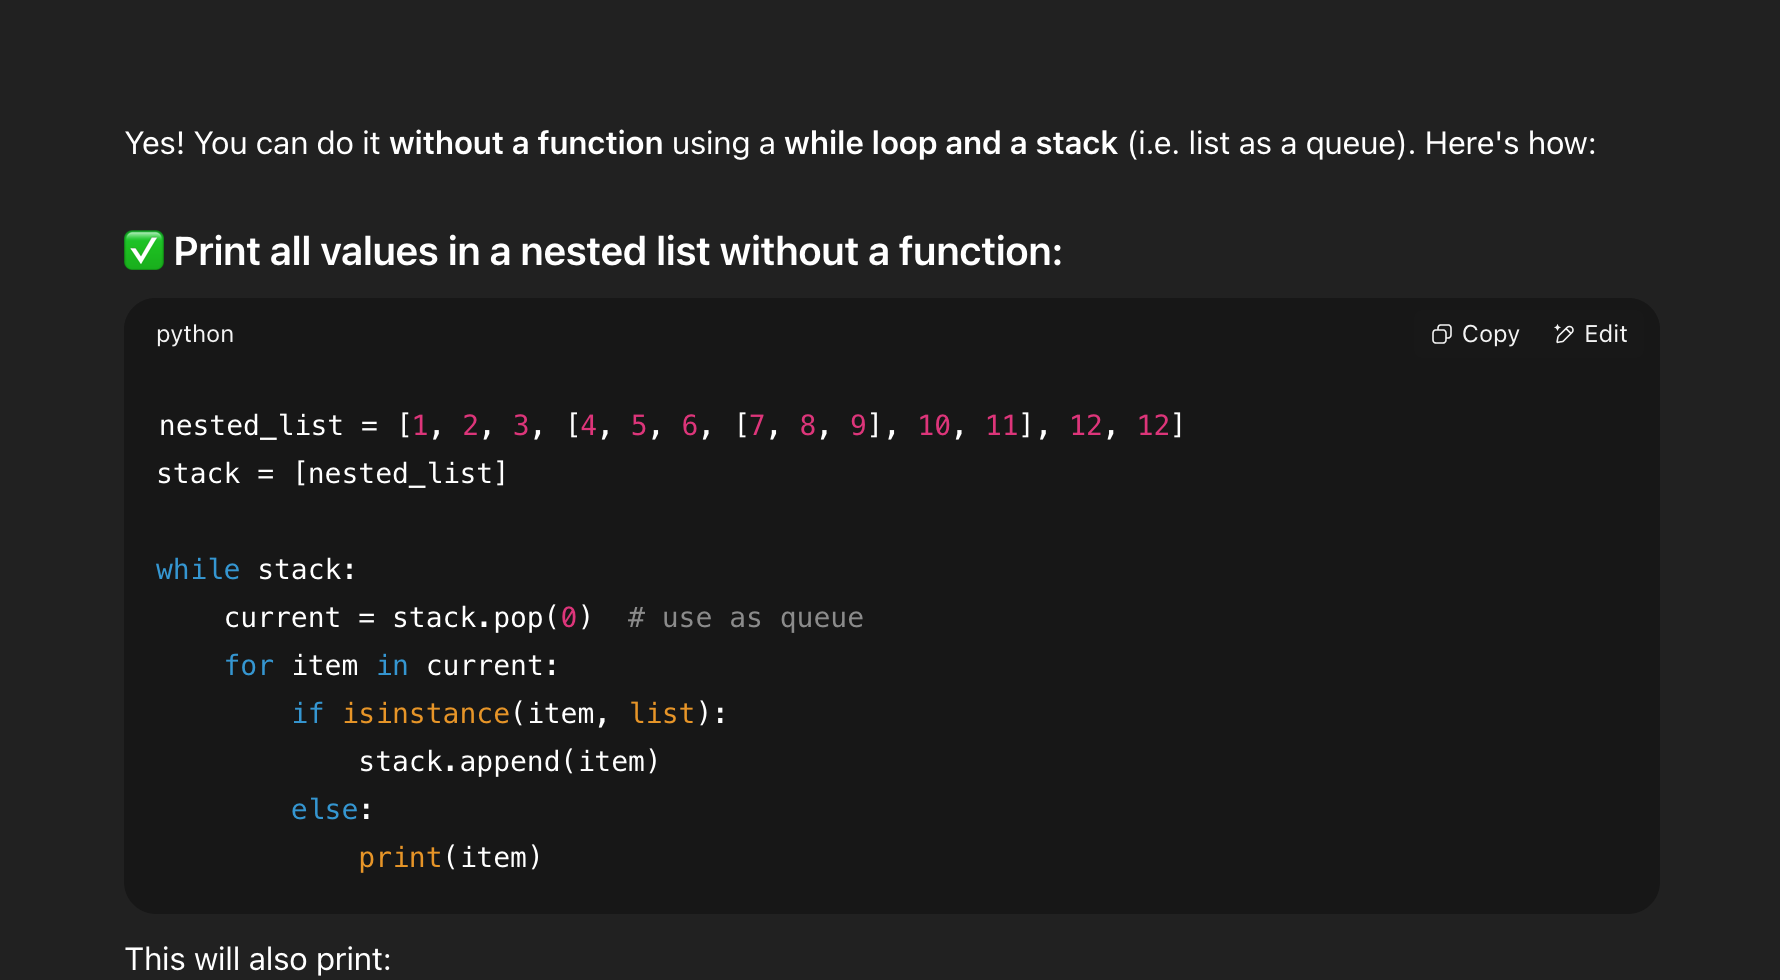 Yes! You can do it without a function using a while loop and a stack (i.e. list as a queue). Here's how:
✅ Print all values in a nested list without a function:
python
Copy Edit
nested_list = [1, 2, 3, [4, 5, 6, [7, 8, 9], 10, 11], 12, 12]
stack = [nested_list]
while stack:
    current = stack.pop(0)  # use as queue
    for item in current:
        if isinstance(item, list):
            stack.append(item)
        else:
            print(item)
This will also print: